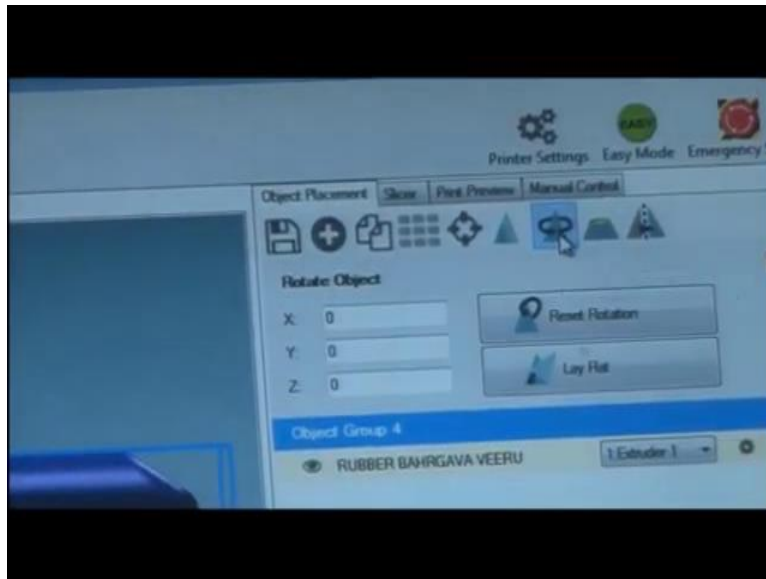 Printer Settings Easy Mode Emergency
EASY
Object Placement Slicer Print Preview Manual Control
Rotate Object
X: 0
Reset Rotation
Y: 0
Z: 0
Lay Flat
Object Group 4
RUBBER BAHRGAVA VEERU
1:Extruder 1